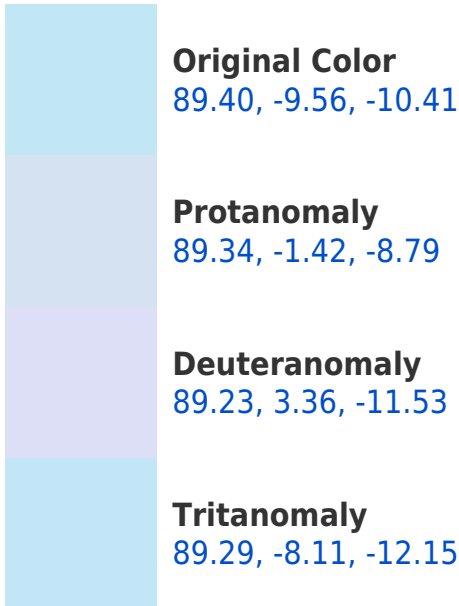 Original Color
89.40, -9.56, -10.41
Protanomaly
89.34, -1.42, -8.79
Deuteranomaly
89.23, 3.36, -11.53
Tritanomaly
89.29, -8.11, -12.15